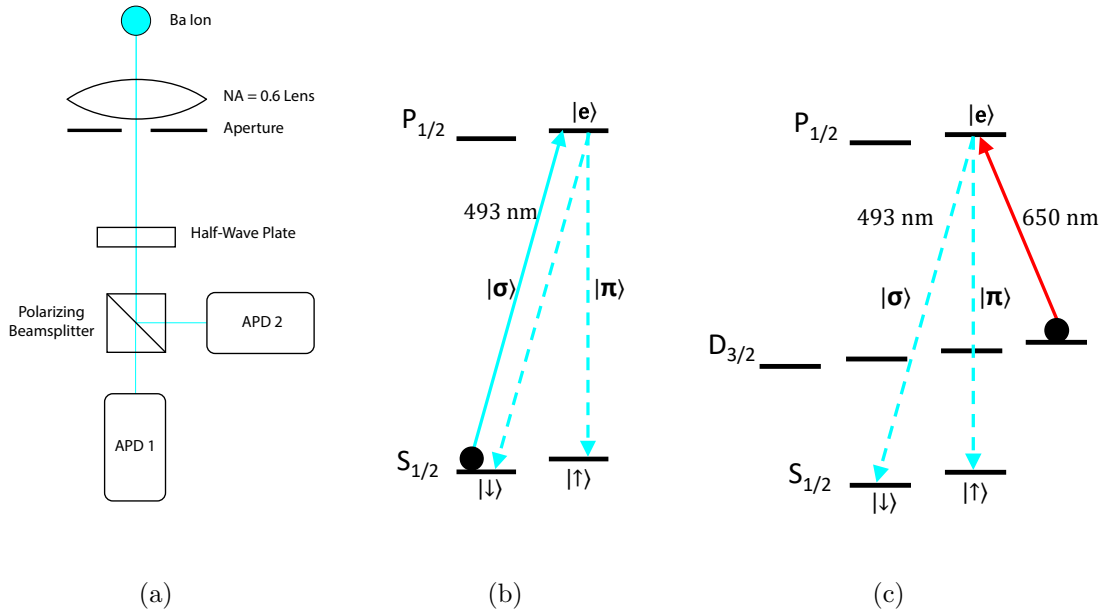 Ba Ion
NA = 0.6 Lens
Aperture
Half-Wave Plate
Polarizing
Beamsplitter
APD 2
APD 1
(a)
|e⟩
P1/2
493 nm
|σ⟩
|π⟩
S1/2
|↓⟩
|↑⟩
(b)
|e⟩
P1/2
493 nm
650 nm
|σ⟩
|π⟩
D3/2
S1/2
|↓⟩
|↑⟩
(c)